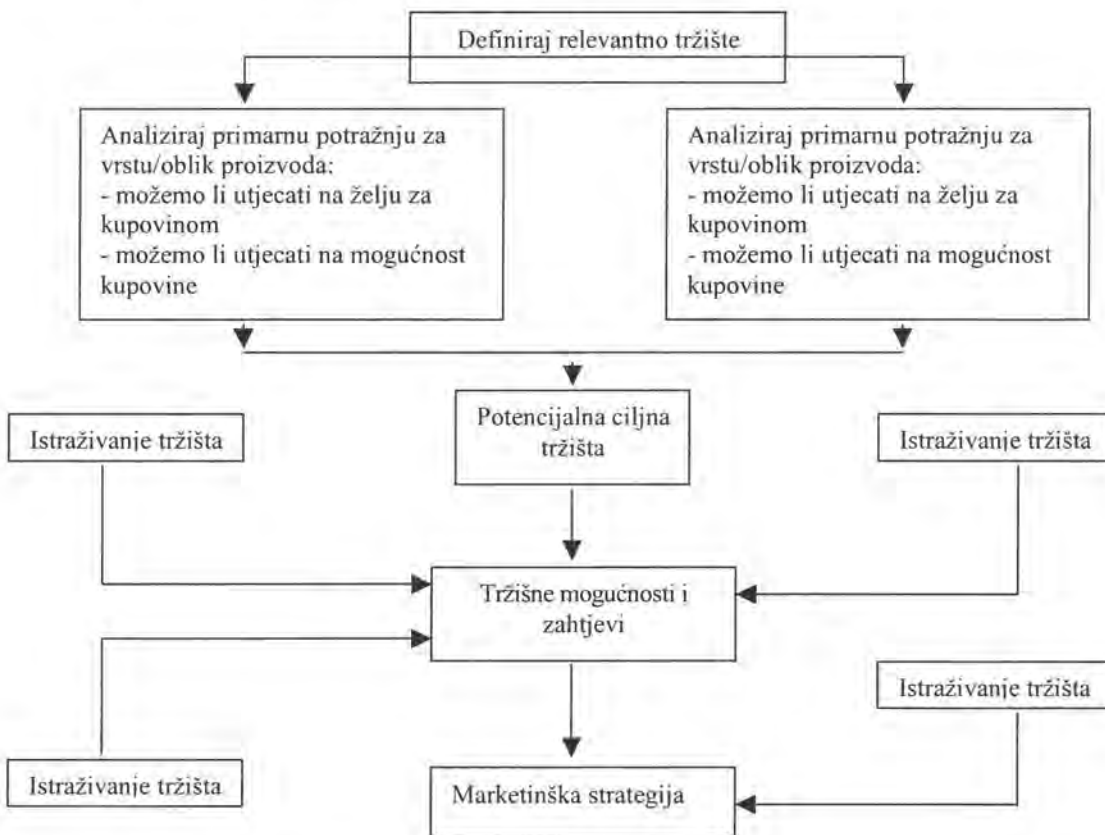 Definiraj relevantno tržište
Analiziraj primarnu potražnju za
vrstu/oblik proizvoda:
- možemo li utjecati na želju za
kupovinom
- možemo li utjecati na mogućnost
kupovine
Analiziraj primarnu potražnju za
vrstu/oblik proizvoda:
- možemo li utjecati na želju za
kupovinom
- možemo li utjecati na mogućnost
kupovine
Potencijalna ciljna
tržišta
Istraživanje tržišta
Istraživanje tržišta
Tržišne mogućnosti i
zahtjevi
Istraživanje tržišta
Istraživanje tržišta
Marketinška strategija